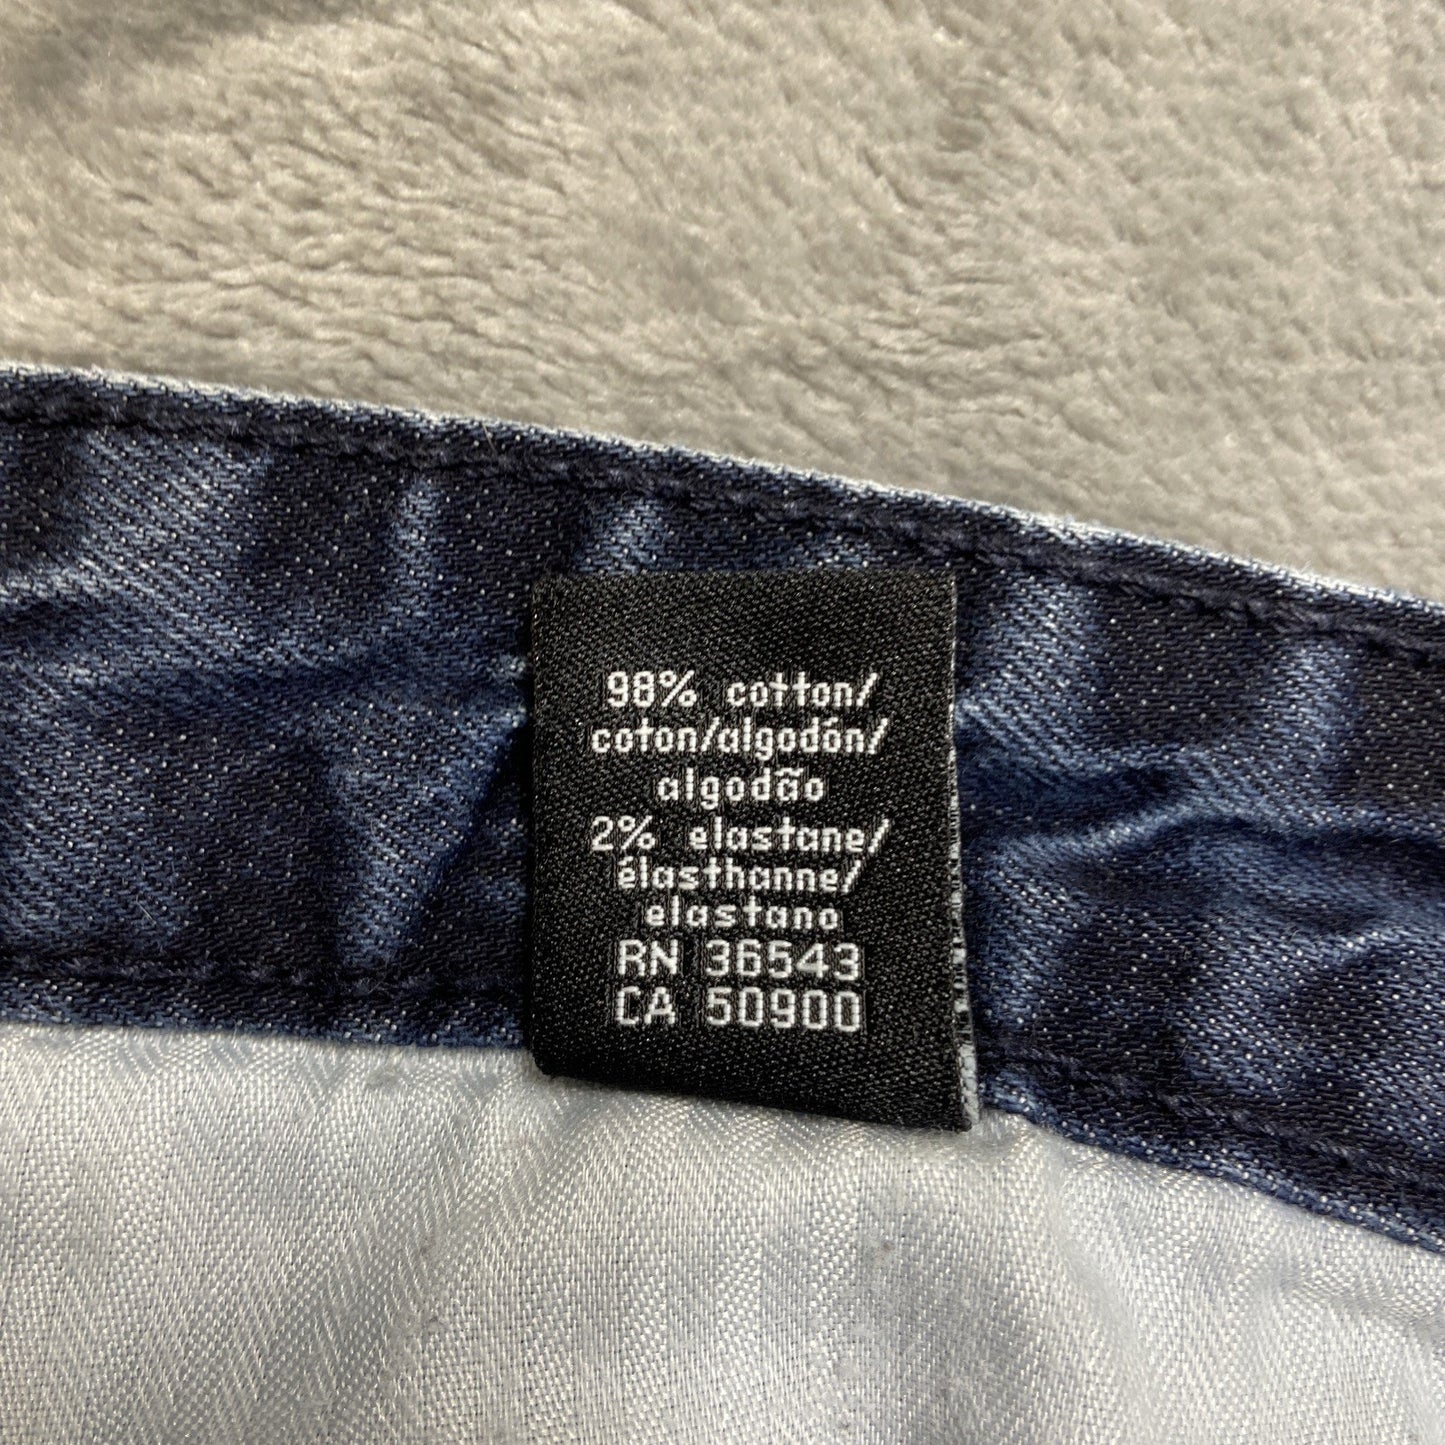 98% cotton/
coton/algodón/
algodão
2% elastane/
élasthanne/
elastano
RN 36543
CA 50900